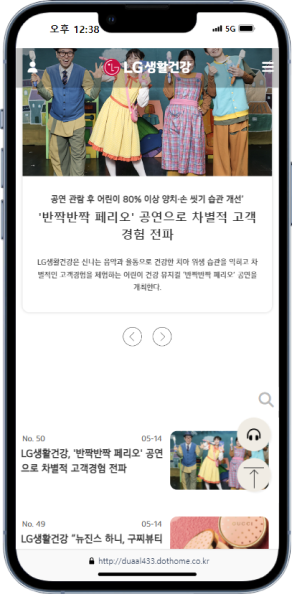 오후 12:38
5G
LG생활건강
공연 관람 후 어린이 80% 이상 양치·손 씻기 습관 개선'
'반짝반짝 페리오' 공연으로 차별적 고객
경험 전파
LG생활건강은 신나는 음악과 율동으로 건강한 치아 위생 습관을 익히고 차
별적인 고객경험을 체험하는 어린이 건강 뮤지컬 '반짝반짝 페리오' 공연을
개최한다.
No. 50 05-14
LG생활건강, '반짝반짝 페리오' 공연
으로 차별적 고객경험 전파
No. 49 05-14
LG생활건강 “뉴진스 하니, 구찌뷰티
http://duaal433.dothome.co.kr